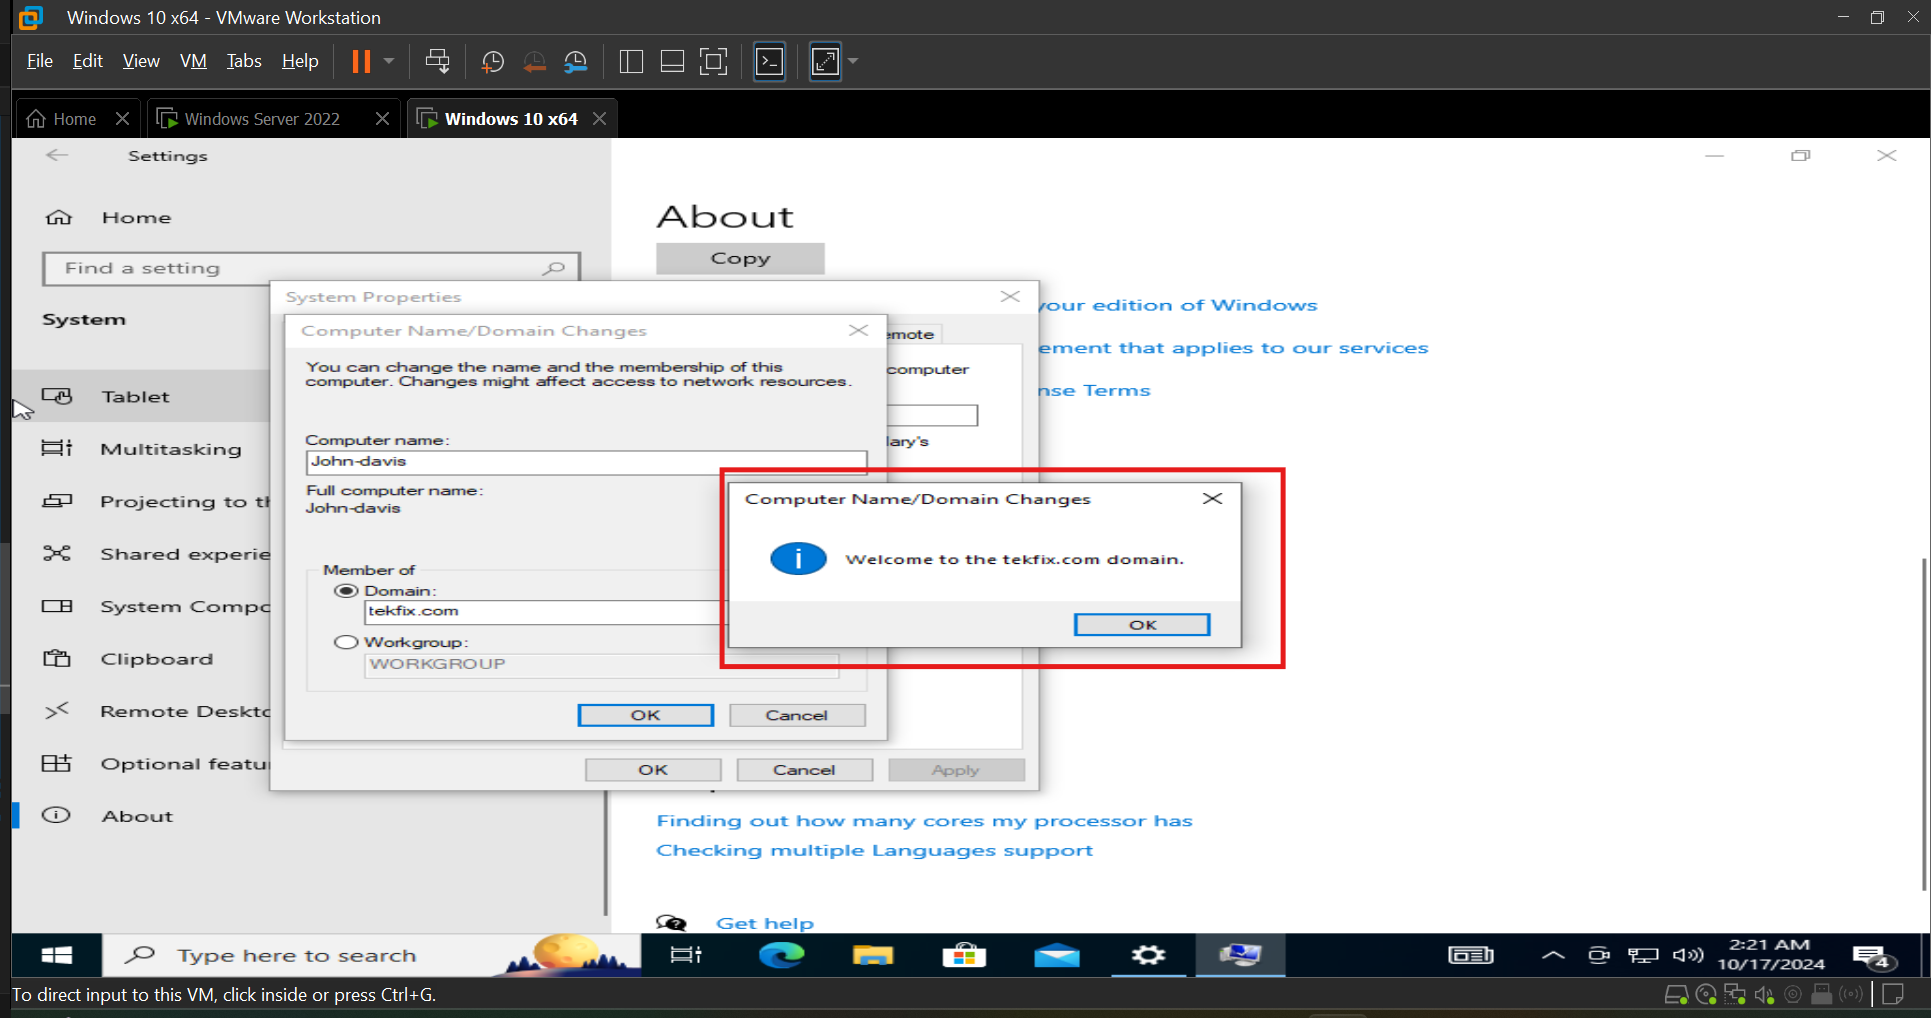 Windows 10 x64 - VMware Workstation
File Edit View VM Tabs Help
Home Windows Server 2022 Windows 10 x64
Settings
Home
Find a setting
System
Tablet
Multitasking
Projecting to th
Shared experie
System Compo
Clipboard
Remote Deskto
Optional featu
About
About
Copy
your edition of Windows
ement that applies to our services
nse Terms
System Properties
emote
computer
lary's
Computer Name/Domain Changes
You can change the name and the membership of this
computer. Changes might affect access to network resources.
Computer name:
John-davis
Full computer name:
John-davis
Member of
Domain:
tekfix.com
Workgroup:
WORKGROUP
OK Cancel
OK Cancel Apply
Computer Name/Domain Changes
Welcome to the tekfix.com domain.
OK
Finding out how many cores my processor has
Checking multiple Languages support
Get help
Type here to search
2:21 AM
10/17/2024
4
To direct input to this VM, click inside or press Ctrl+G.